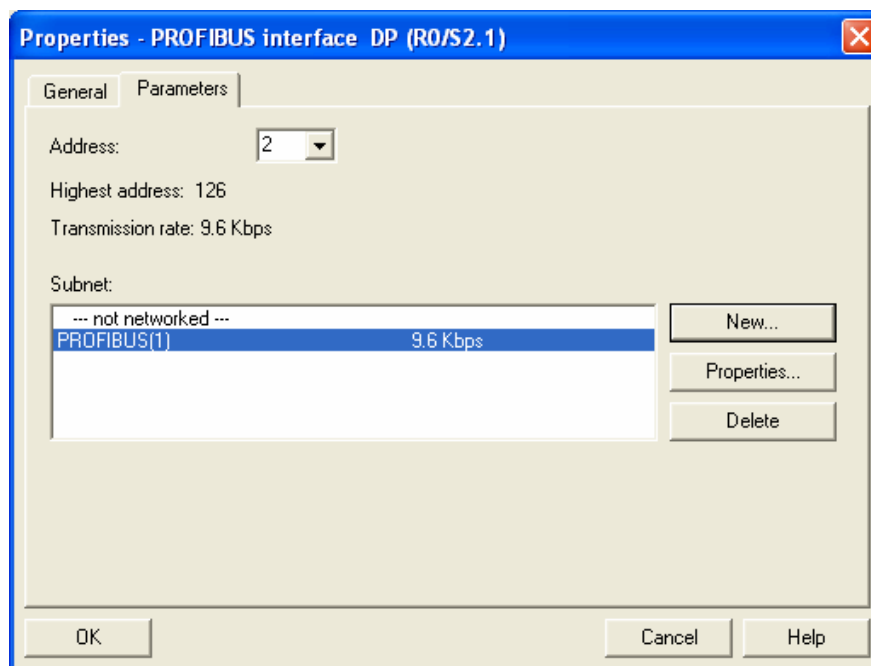 Properties - PROFIBUS interface DP (R0/S2.1)
General Parameters
Address: 2
Highest address: 126
Transmission rate: 9.6 Kbps
Subnet:
--- not networked ---
PROFIBUS(1) 9.6 Kbps
New...
Properties...
Delete
OK Cancel Help